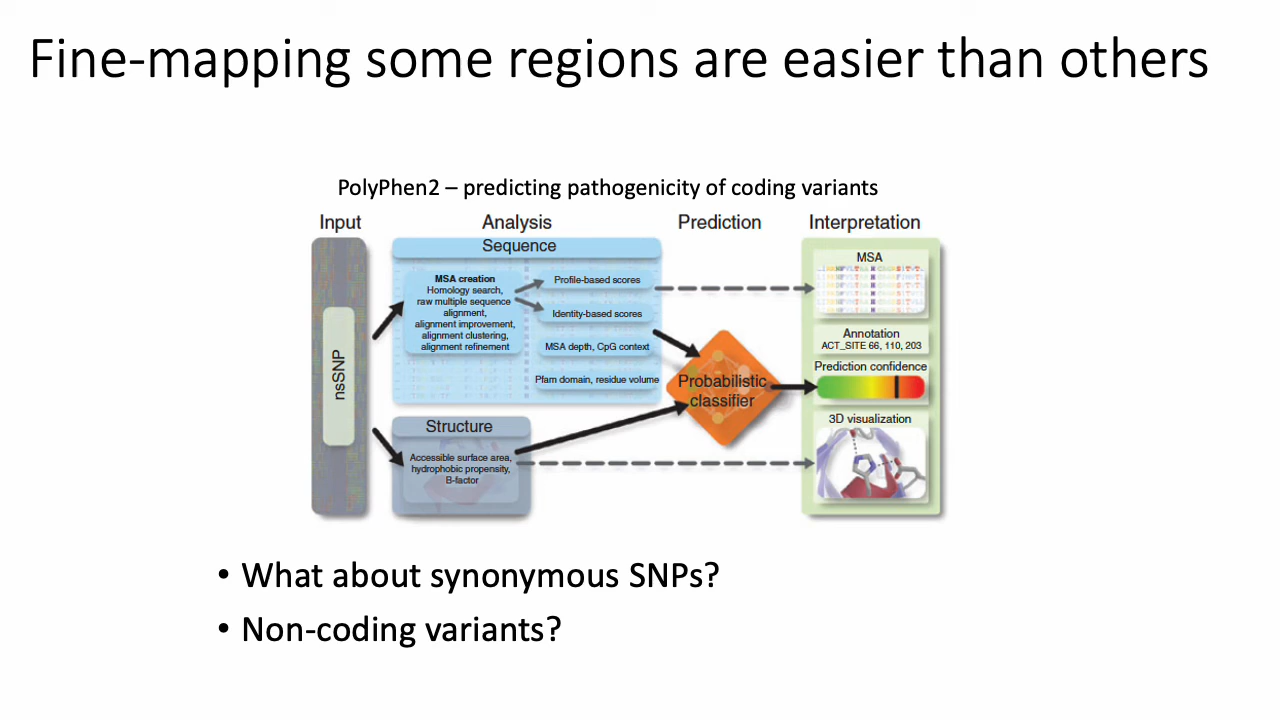 Fine-mapping some regions are easier than others
PolyPhen2 – predicting pathogenicity of coding variants
Input
Analysis
Prediction
Interpretation
nsSNP
Sequence
MSA creation
Homology search,
raw multiple sequence
alignment,
alignment improvement,
alignment clustering,
alignment refinement
Profile-based scores
Identity-based scores
MSA depth, CpG context
Pfam domain, residue volume
Structure
Accessible surface area,
hydrophobic propensity,
B-factor
Probabilistic
classifier
MSA
Annotation
ACT_SITE 66, 110, 203
Prediction confidence
3D visualization
• What about synonymous SNPs?
• Non-coding variants?